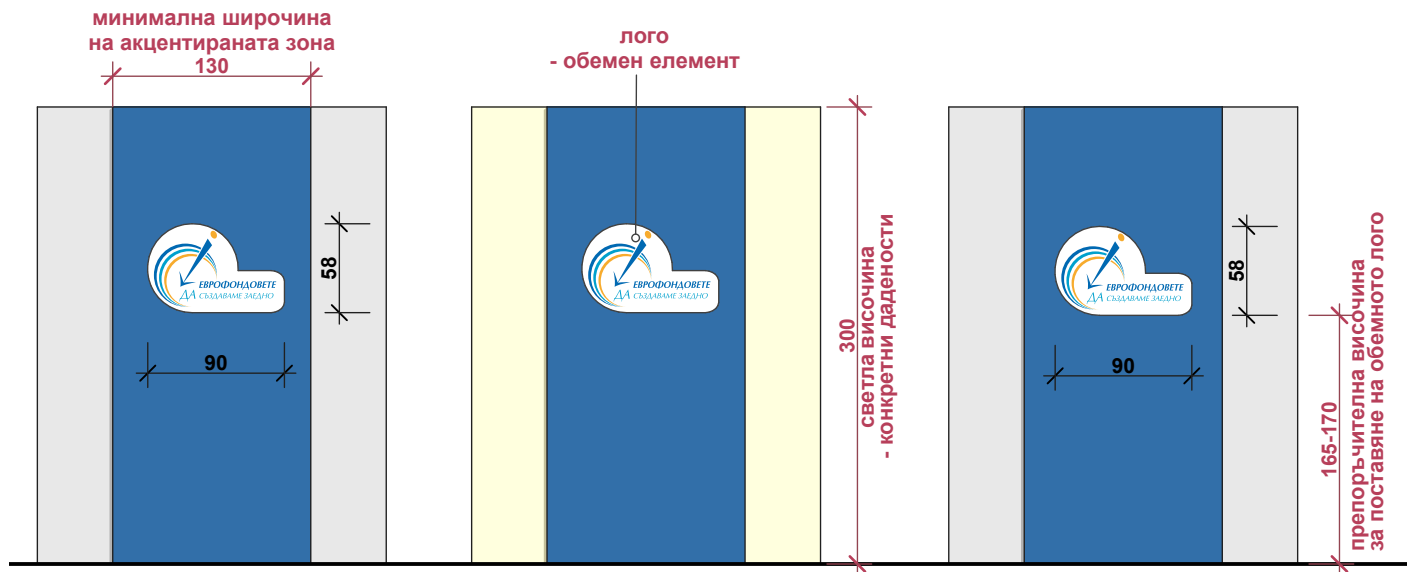 минимална широчина
на акцентираната зона
130
лого
- обемен елемент
ЕВРОФОНДОВЕТЕ
ДА СЪЗДАВАМЕ ЗАЕДНО
58
90
ЕВРОФОНДОВЕТЕ
ДА СЪЗДАВАМЕ ЗАЕДНО
300
светла височина
- конкретни дадености
ЕВРОФОНДОВЕТЕ
ДА СЪЗДАВАМЕ ЗАЕДНО
58
90
165-170
препоръчителна височина
за поставяне на обемното лого